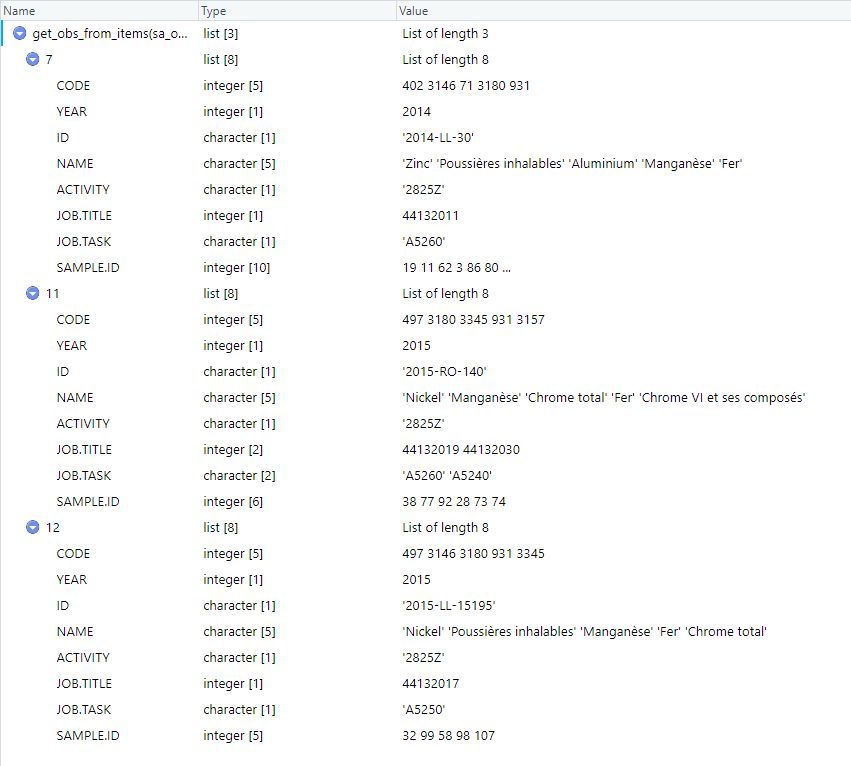 Name Type Value
get_obs_from_items(sa_o... list [3] List of length 3
7 list [8] List of length 8
CODE integer [5] 402 3146 71 3180 931
YEAR integer [1] 2014
ID character [1] '2014-LL-30'
NAME character [5] 'Zinc' 'Poussières inhalables' 'Aluminium' 'Manganèse' 'Fer'
ACTIVITY character [1] '2825Z'
JOB.TITLE integer [1] 44132011
JOB.TASK character [1] 'A5260'
SAMPLE.ID integer [10] 19 11 62 3 86 80 ...
11 list [8] List of length 8
CODE integer [5] 497 3180 3345 931 3157
YEAR integer [1] 2015
ID character [1] '2015-RO-140'
NAME character [5] 'Nickel' 'Manganèse' 'Chrome total' 'Fer' 'Chrome VI et ses composés'
ACTIVITY character [1] '2825Z'
JOB.TITLE integer [2] 44132019 44132030
JOB.TASK character [2] 'A5260' 'A5240'
SAMPLE.ID integer [6] 38 77 92 28 73 74
12 list [8] List of length 8
CODE integer [5] 497 3146 3180 931 3345
YEAR integer [1] 2015
ID character [1] '2015-LL-15195'
NAME character [5] 'Nickel' 'Poussières inhalables' 'Manganèse' 'Fer' 'Chrome total'
ACTIVITY character [1] '2825Z'
JOB.TITLE integer [1] 44132017
JOB.TASK character [1] 'A5250'
SAMPLE.ID integer [5] 32 99 58 98 107